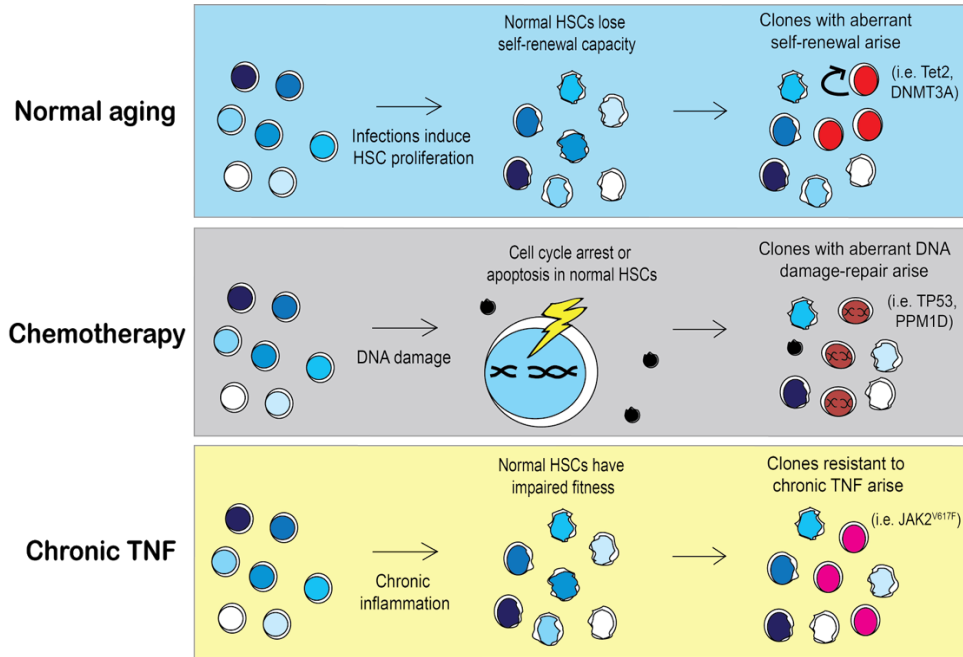 Normal aging
Infections induce
HSC proliferation
Normal HSCs lose
self-renewal capacity
Clones with aberrant
self-renewal arise
(i.e. Tet2,
DNMT3A)
Chemotherapy
DNA damage
Cell cycle arrest or
apoptosis in normal HSCs
Clones with aberrant DNA
damage-repair arise
(i.e. TP53,
PPM1D)
Chronic TNF
Chronic
inflammation
Normal HSCs have
impaired fitness
Clones resistant to
chronic TNF arise
(i.e. JAK2V617F)